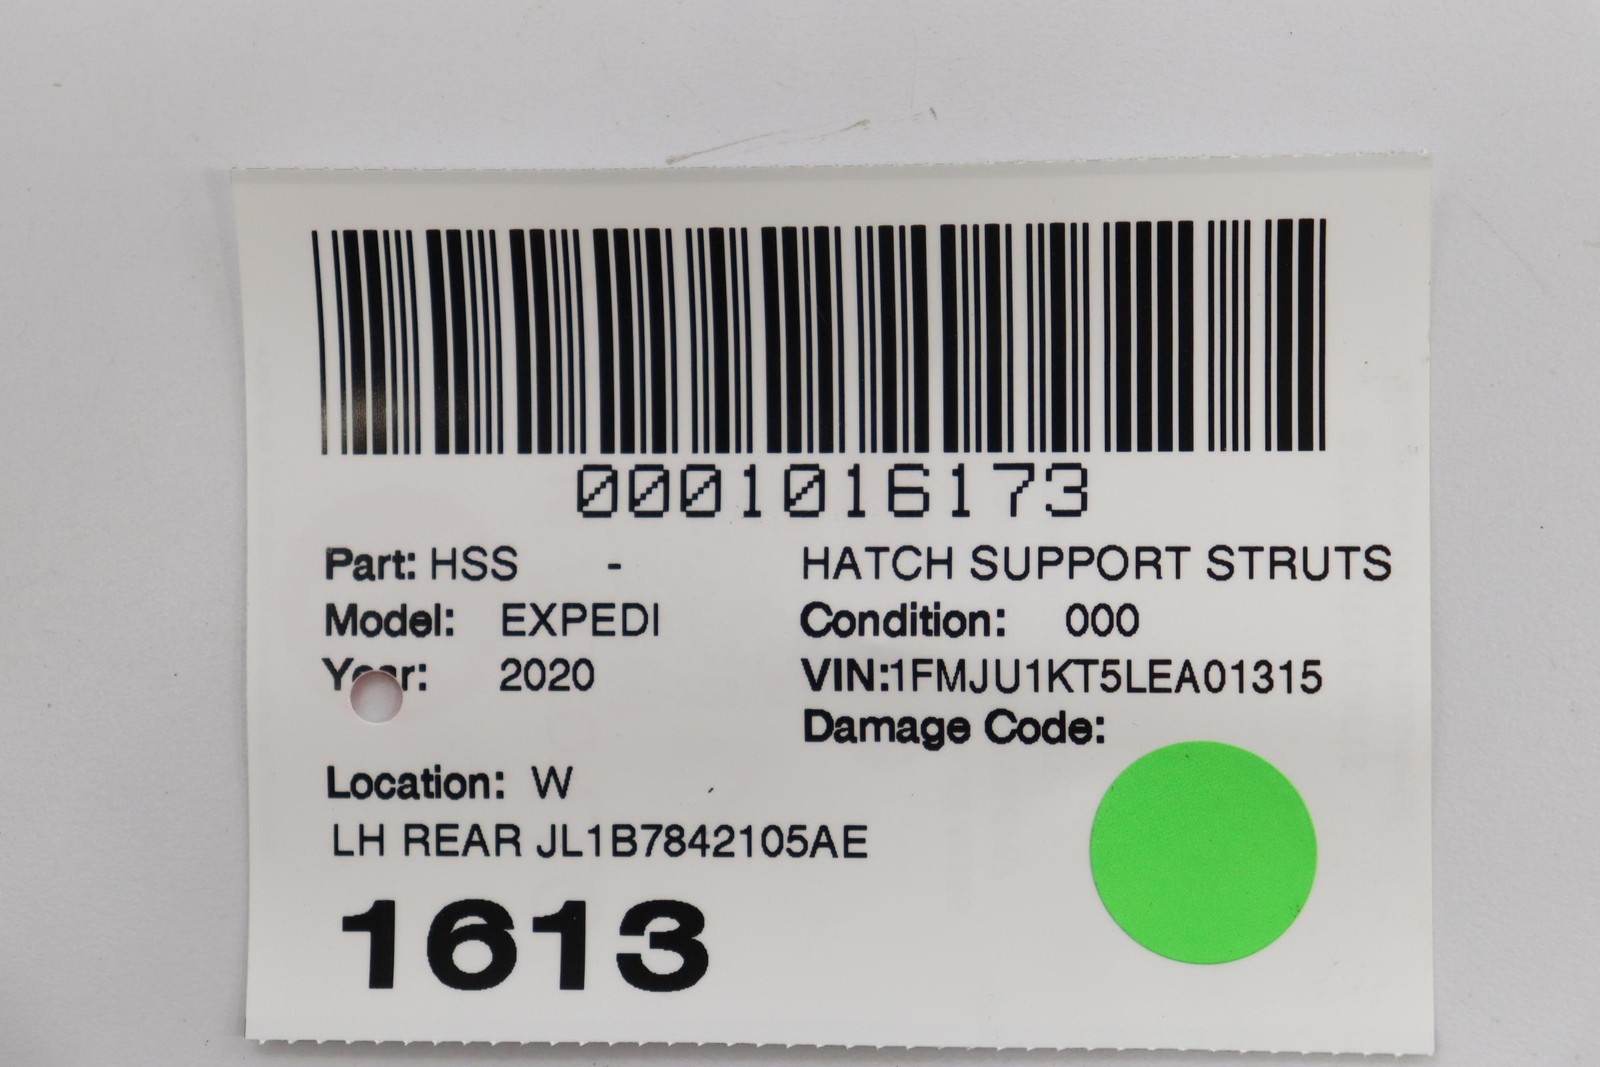 0001016173
Part: HSS - HATCH SUPPORT STRUTS
Model: EXPEDI Condition: 000
Year: 2020 VIN:1FMJU1KT5LEA01315
Damage Code:
Location: W
LH REAR JL1B7842105AE
1613